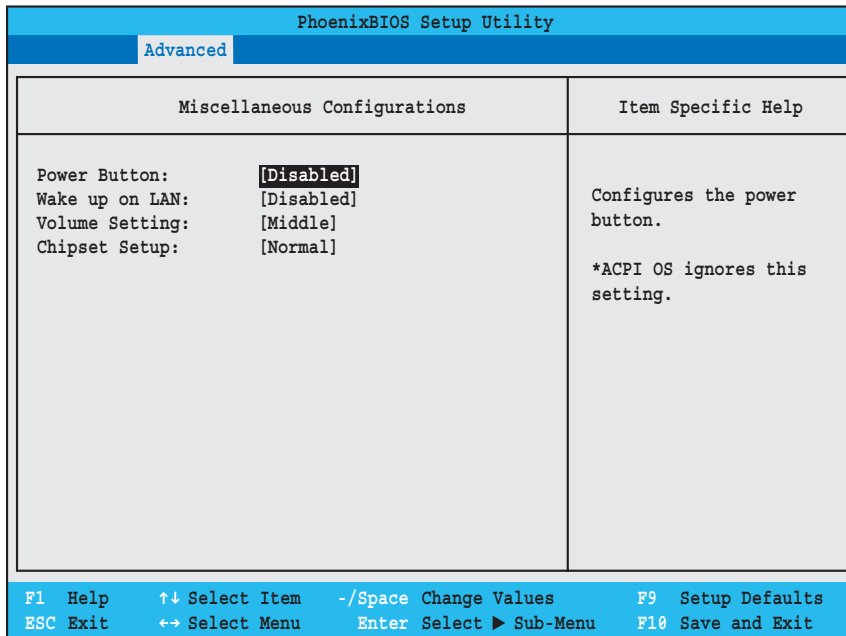 PhoenixBIOS Setup Utility
Advanced
Miscellaneous Configurations
Item Specific Help
Power Button: [Disabled]
Wake up on LAN: [Disabled]
Volume Setting: [Middle]
Chipset Setup: [Normal]
Configures the power
button.
*ACPI OS ignores this
setting.
F1 Help ↑↓ Select Item -/Space Change Values F9 Setup Defaults
ESC Exit ←→ Select Menu Enter Select ▶ Sub-Menu F10 Save and Exit